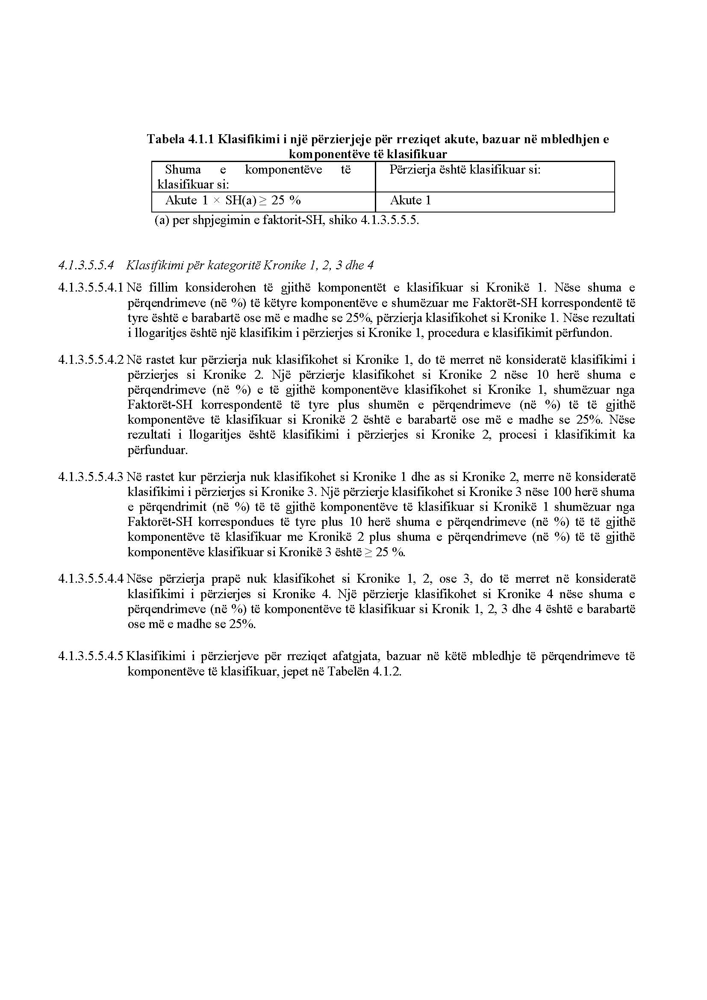 Tabela 4.1.1 Klasifikimi i një përzierjeje për rreziqet akute, bazuar në mbledhjen e
komponentëve të klasifikuar
Shuma e komponentëve të
klasifikuar si:
Përzierja është klasifikuar si:
Akute 1 × SH(a) ≥ 25 %
Akute 1
(a) per shpjegimin e faktorit-SH, shiko 4.1.3.5.5.5.
4.1.3.5.5.4 Klasifikimi për kategoritë Kronike 1, 2, 3 dhe 4
4.1.3.5.5.4.1 Në fillim konsiderohen të gjithë komponentët e klasifikuar si Kronikë 1. Nëse shuma e
përqendrimeve (në %) të këtyre komponentëve e shumëzuar me Faktorët-SH korrespondentë të
tyre është e barabartë ose më e madhe se 25%, përzierja klasifikohet si Kronike 1. Nëse rezultati
i llogaritjes është një klasifikim i përzierjes si Kronike 1, procedura e klasifikimit përfundon.
4.1.3.5.5.4.2 Në rastet kur përzierja nuk klasifikohet si Kronike 1, do të merret në konsideratë klasifikimi i
përzierjes si Kronike 2. Një përzierje klasifikohet si Kronike 2 nëse 10 herë shuma e
përqendrimeve (në %) e të gjithë komponentëve klasifikohet si Kronike 1, shumëzuar nga
Faktorët-SH korrespondentë të tyre plus shumën e përqendrimeve (në %) të të gjithë
komponentëve të klasifikuar si Kronikë 2 është e barabartë ose më e madhe se 25%. Nëse
rezultati i llogaritjes është klasifikimi i përzierjes si Kronike 2, procesi i klasifikimit ka
përfunduar.
4.1.3.5.5.4.3 Në rastet kur përzierja nuk klasifikohet si Kronike 1 dhe as si Kronike 2, merre në konsideratë
klasifikimi i përzierjes si Kronike 3. Një përzierje klasifikohet si Kronike 3 nëse 100 herë shuma
e përqendrimit (në %) të të gjithë komponentëve të klasifikuar si Kronikë 1 shumëzuar nga
Faktorët-SH korrespondues të tyre plus 10 herë shuma e përqendrimeve (në %) të të gjithë
komponentëve të klasifikuar me Kronikë 2 plus shuma e përqendrimeve (në %) të të gjithë
komponentëve klasifikuar si Kronikë 3 është ≥ 25 %.
4.1.3.5.5.4.4 Nëse përzierja prapë nuk klasifikohet si Kronike 1, 2, ose 3, do të merret në konsideratë
klasifikimi i përzierjes si Kronike 4. Një përzierje klasifikohet si Kronike 4 nëse shuma e
përqendrimeve (në %) të komponentëve të klasifikuar si Kronik 1, 2, 3 dhe 4 është e barabartë
ose më e madhe se 25%.
4.1.3.5.5.4.5 Klasifikimi i përzierjeve për rreziqet afatgjata, bazuar në këtë mbledhje të përqendrimeve të
komponentëve të klasifikuar, jepet në Tabelën 4.1.2.